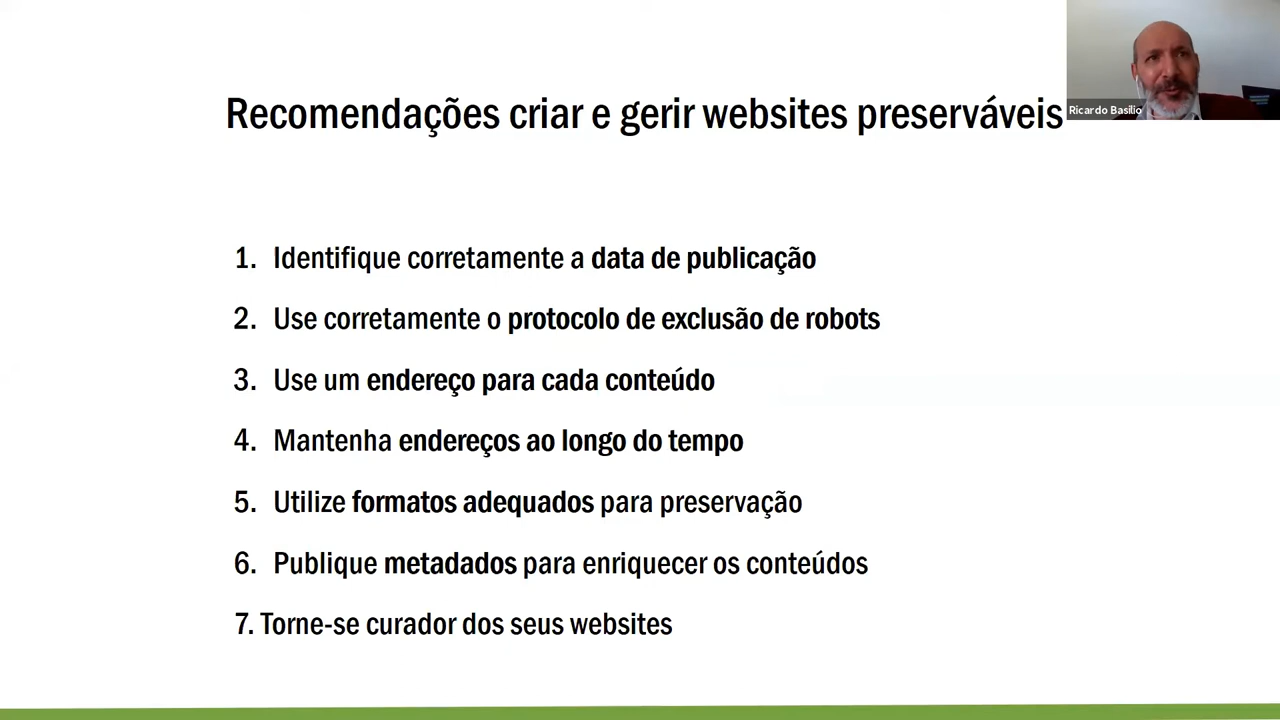 Recomendações criar e gerir websites preserváveis
Ricardo Basílio
1. Identifique corretamente a data de publicação
2. Use corretamente o protocolo de exclusão de robots
3. Use um endereço para cada conteúdo
4. Mantenha endereços ao longo do tempo
5. Utilize formatos adequados para preservação
6. Publique metadados para enriquecer os conteúdos
7. Torne-se curador dos seus websites